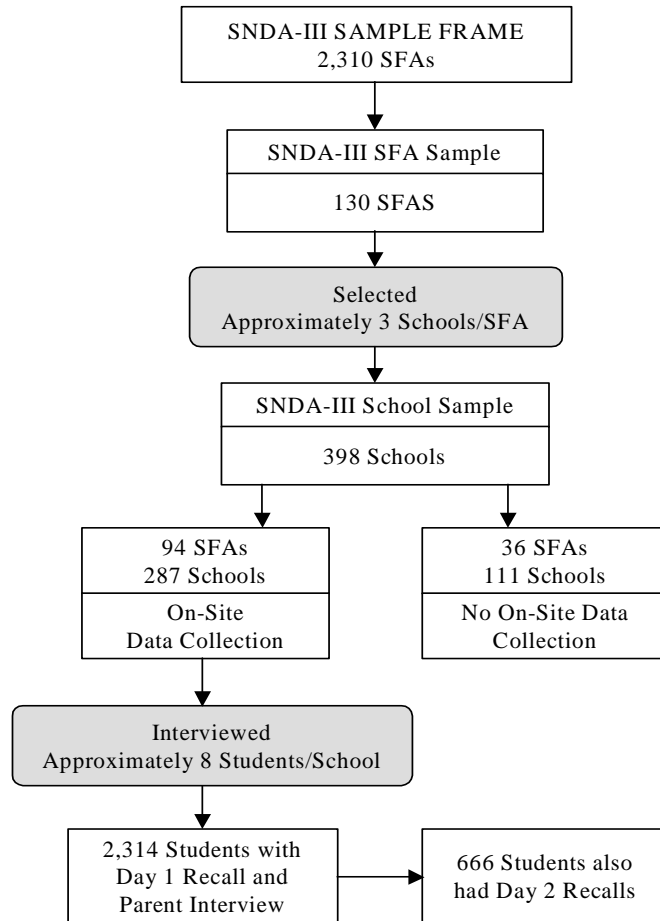 SNDA-III SAMPLE FRAME
2,310 SFAs
SNDA-III SFA Sample
130 SFAS
Selected
Approximately 3 Schools/SFA
SNDA-III School Sample
398 Schools
94 SFAs
287 Schools
On-Site
Data Collection
36 SFAs
111 Schools
No On-Site Data
Collection
Interviewed
Approximately 8 Students/School
2,314 Students with
Day 1 Recall and
Parent Interview
666 Students also
had Day 2 Recalls